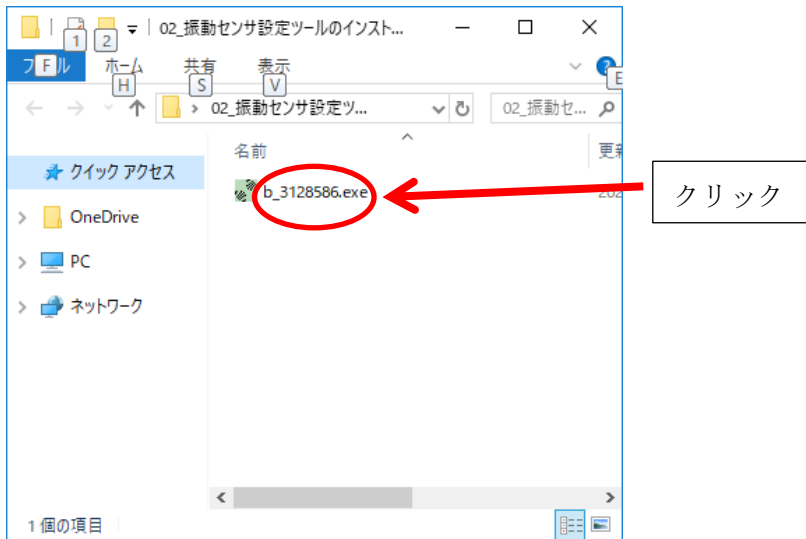 02_振動センサ設定ツールのインスト...
1 2
ファイル ホーム 共有 表示
F H S V E
02_振動センサ設定ツ... 02_振動セ...
名前
クイック アクセス
b_3128586.exe
クリック
OneDrive
PC
ネットワーク
1 個の項目